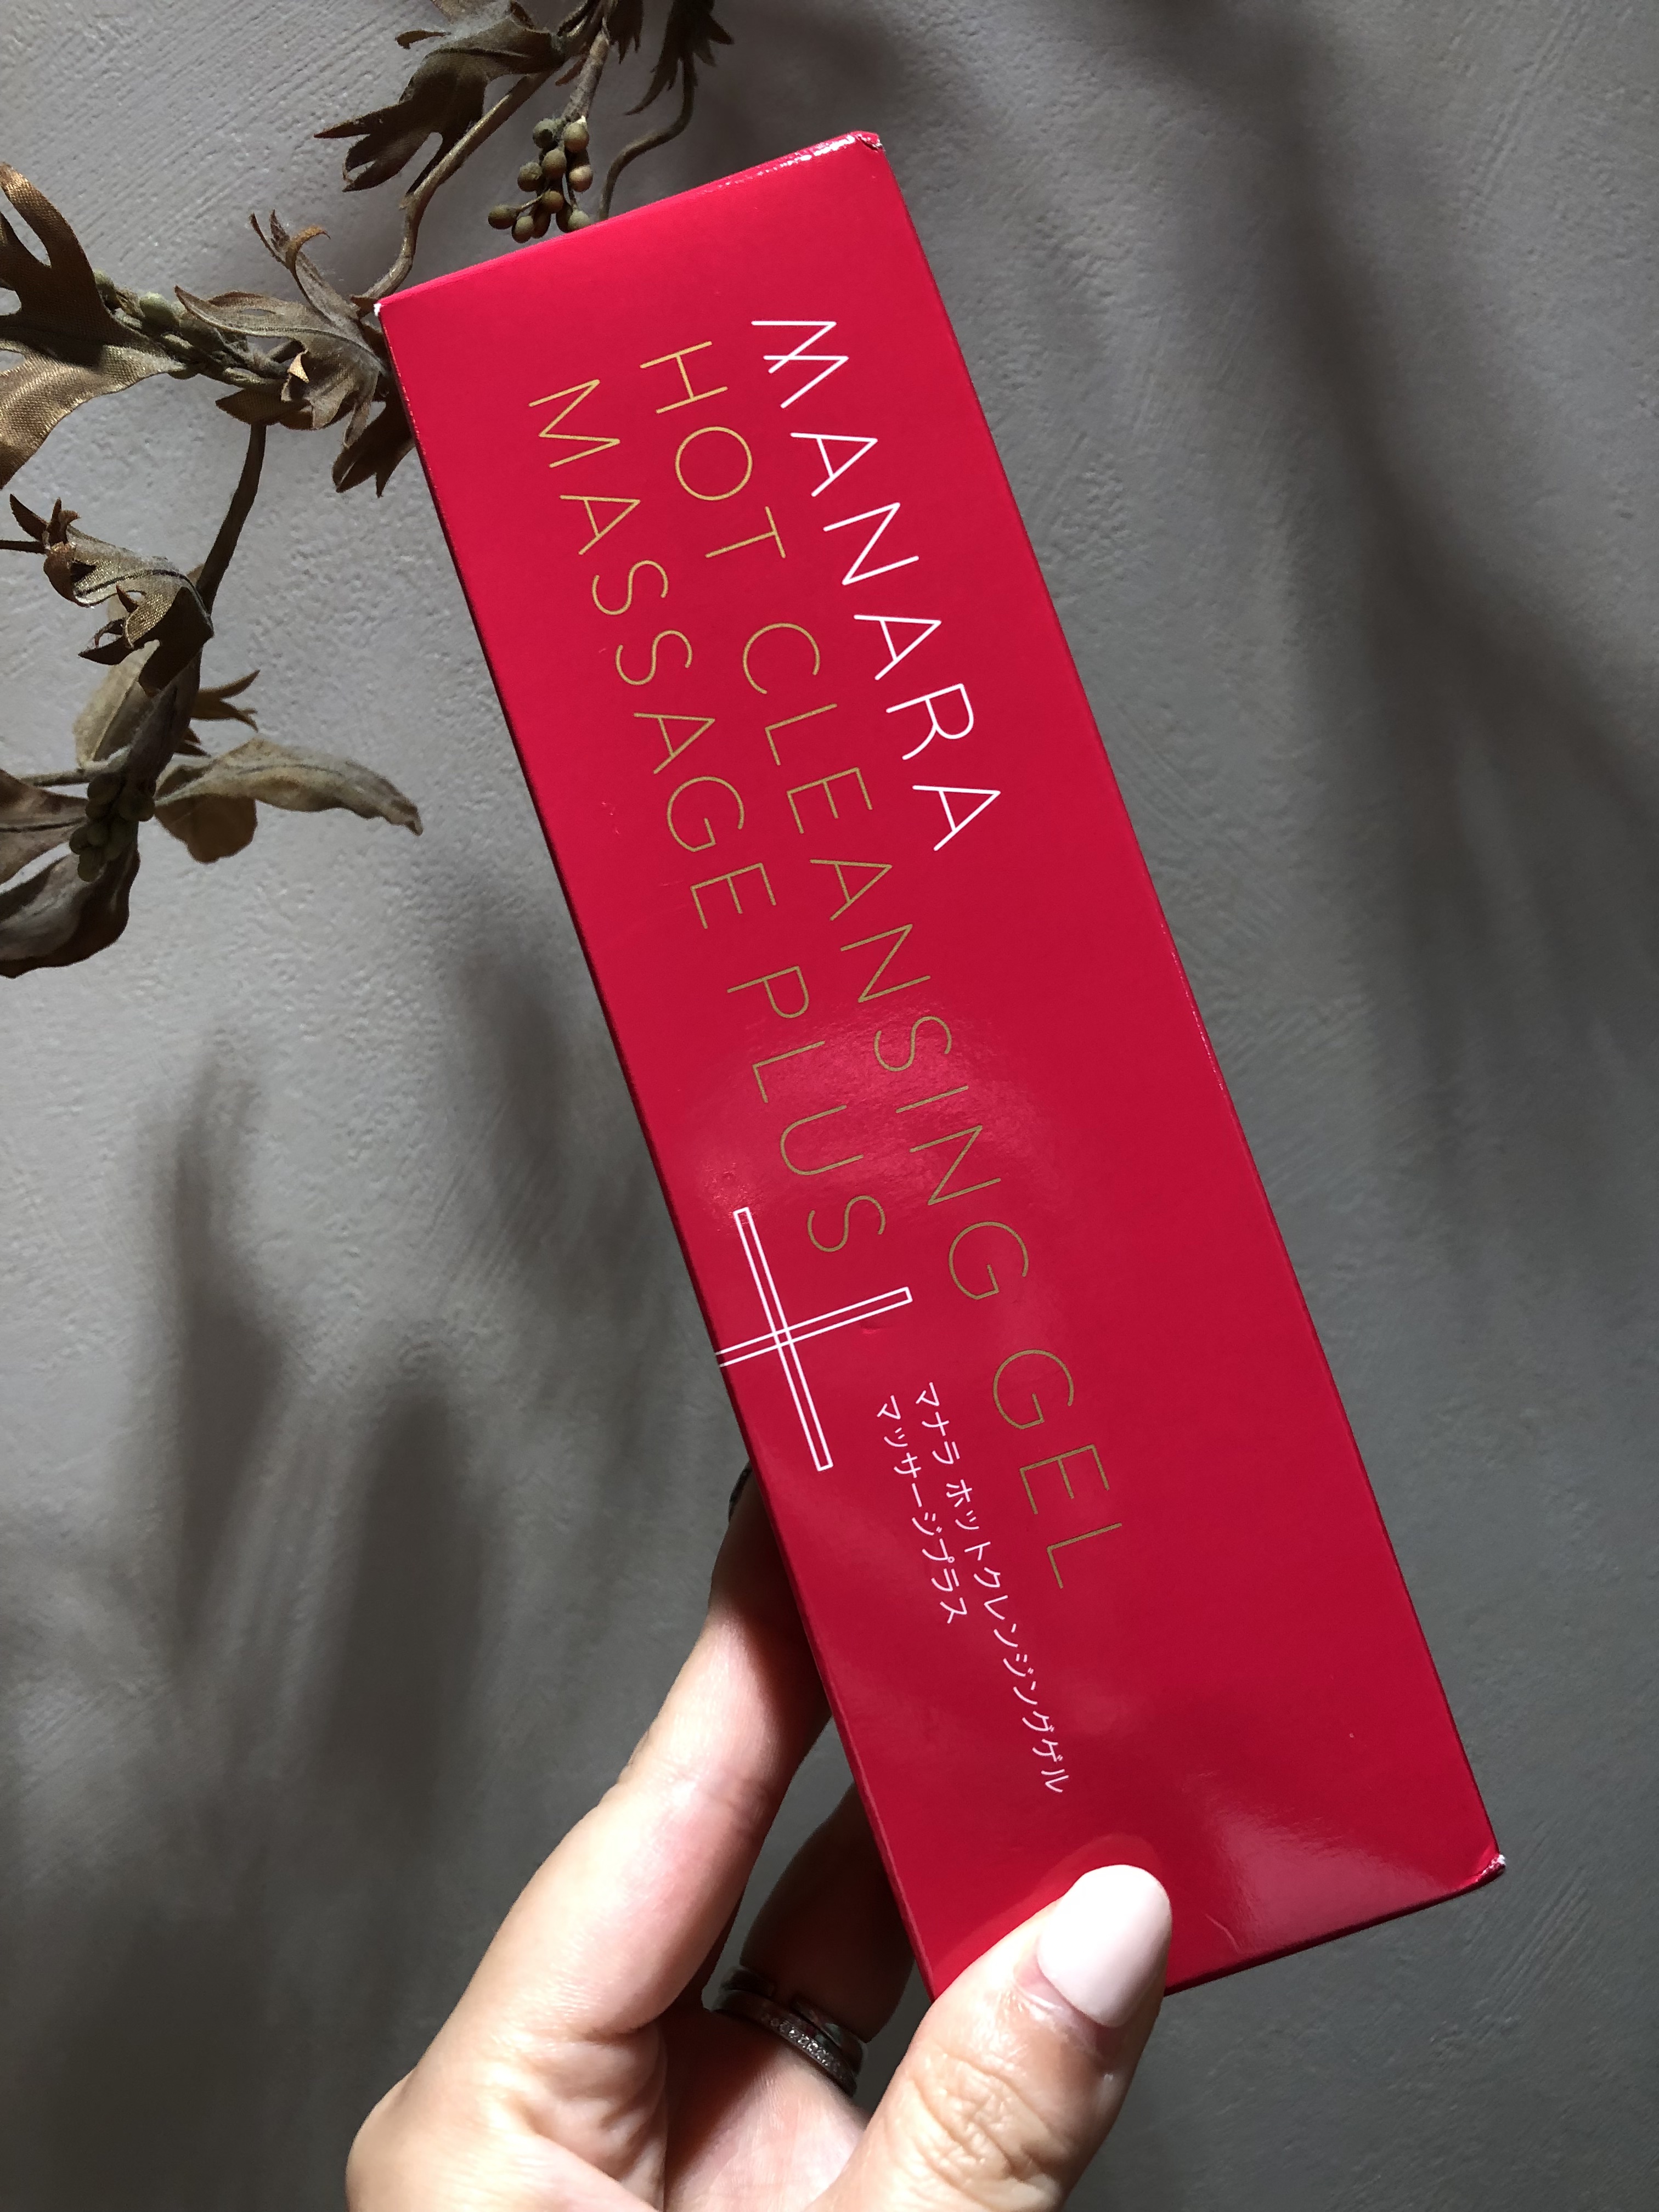 MANARA
HOT CLEANSING GEL
MASSAGE PLUS
マナラ ホットクレンジングゲル
マッサージプラス